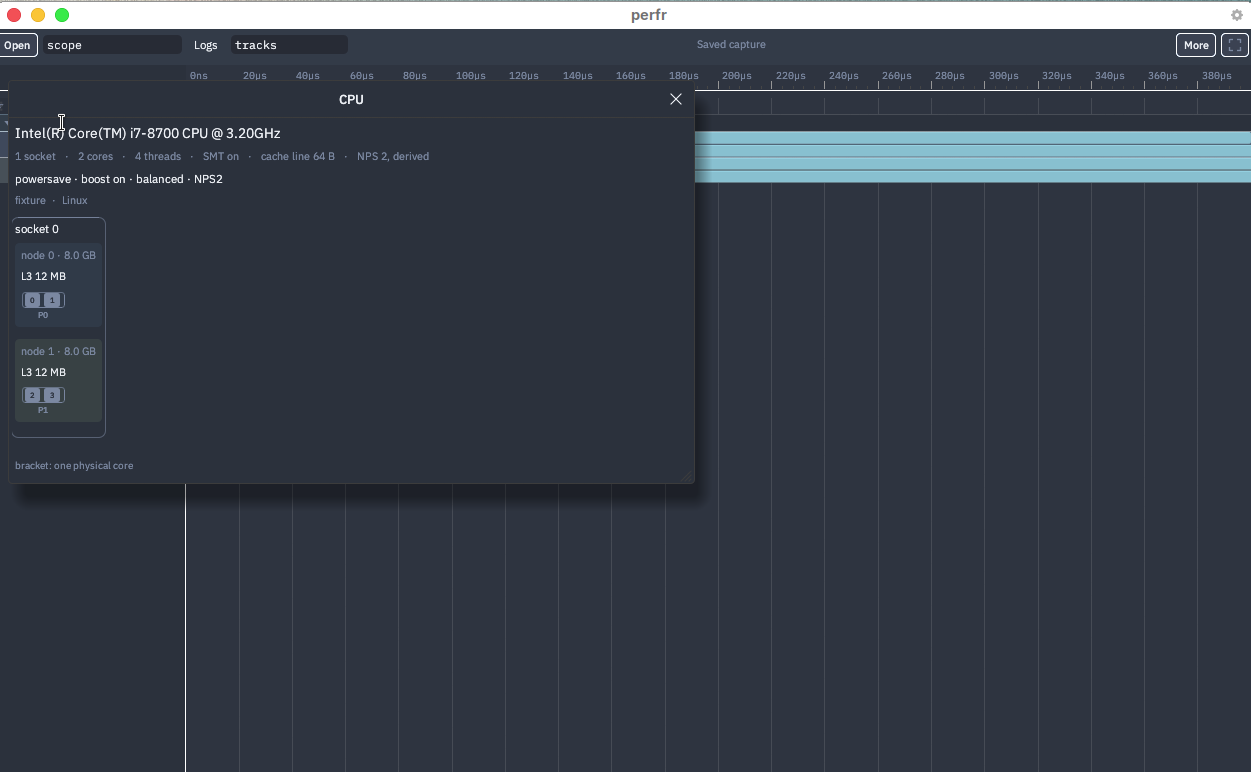 perfr
Open scope Logs tracks Saved capture More
0ns 20µs 40µs 60µs 80µs 100µs 120µs 140µs 160µs 180µs 200µs 220µs 240µs 260µs 280µs 300µs 320µs 340µs 360µs 380µs
CPU
Intel(R) Core(TM) i7-8700 CPU @ 3.20GHz
1 socket · 2 cores · 4 threads · SMT on · cache line 64 B · NPS 2, derived
powersave · boost on · balanced · NPS2
fixture · Linux
socket 0
node 0 · 8.0 GB
L3 12 MB
0 1
P0
node 1 · 8.0 GB
L3 12 MB
2 3
P1
bracket: one physical core